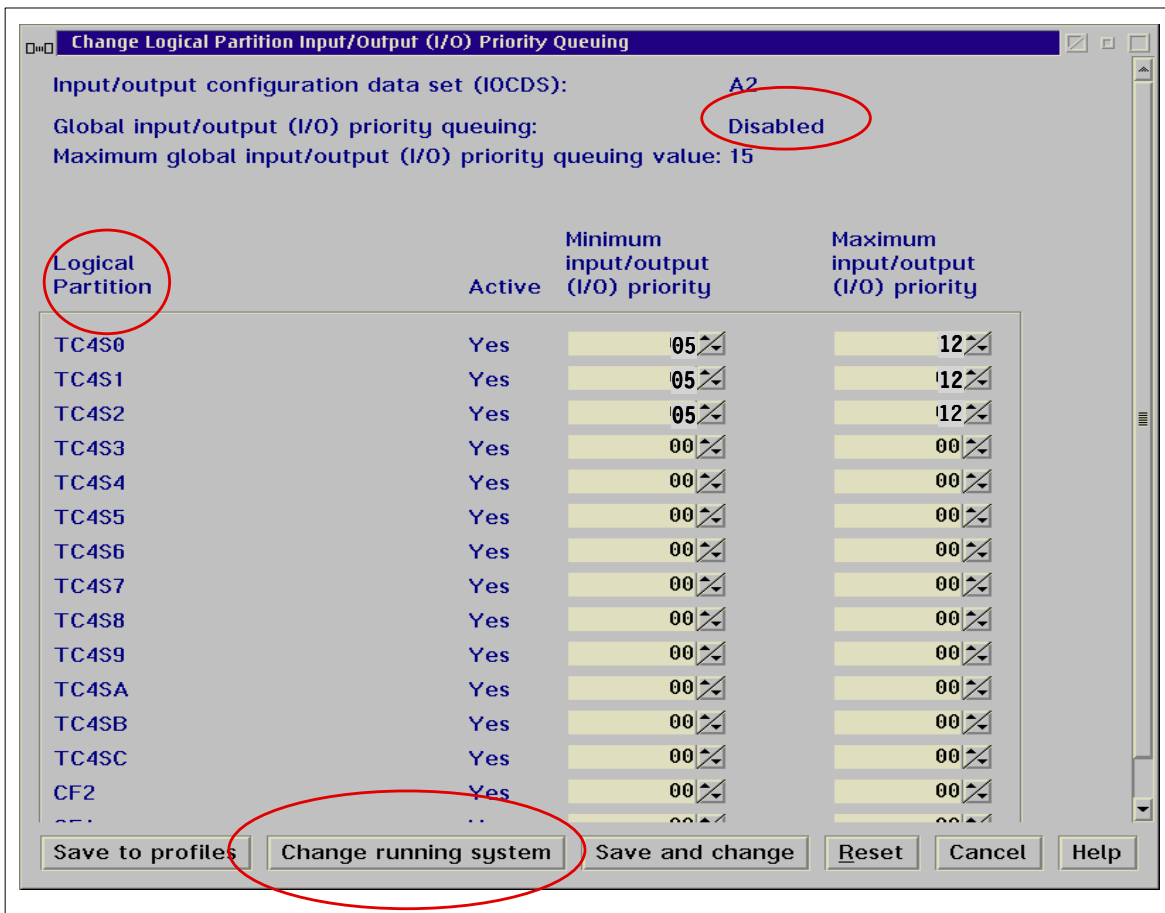 Change Logical Partition Input/Output (I/O) Priority Queuing
Input/output configuration data set (IOCDS): A2
Global input/output (I/O) priority queuing: Disabled
Maximum global input/output (I/O) priority queuing value: 15
Logical Partition Active Minimum input/output (I/O) priority Maximum input/output (I/O) priority
TC4S0 Yes 05 12
TC4S1 Yes 05 12
TC4S2 Yes 05 12
TC4S3 Yes 00 00
TC4S4 Yes 00 00
TC4S5 Yes 00 00
TC4S6 Yes 00 00
TC4S7 Yes 00 00
TC4S8 Yes 00 00
TC4S9 Yes 00 00
TC4SA Yes 00 00
TC4SB Yes 00 00
TC4SC Yes 00 00
CF2 Yes 00 00
Save to profiles Change running system Save and change Reset Cancel Help